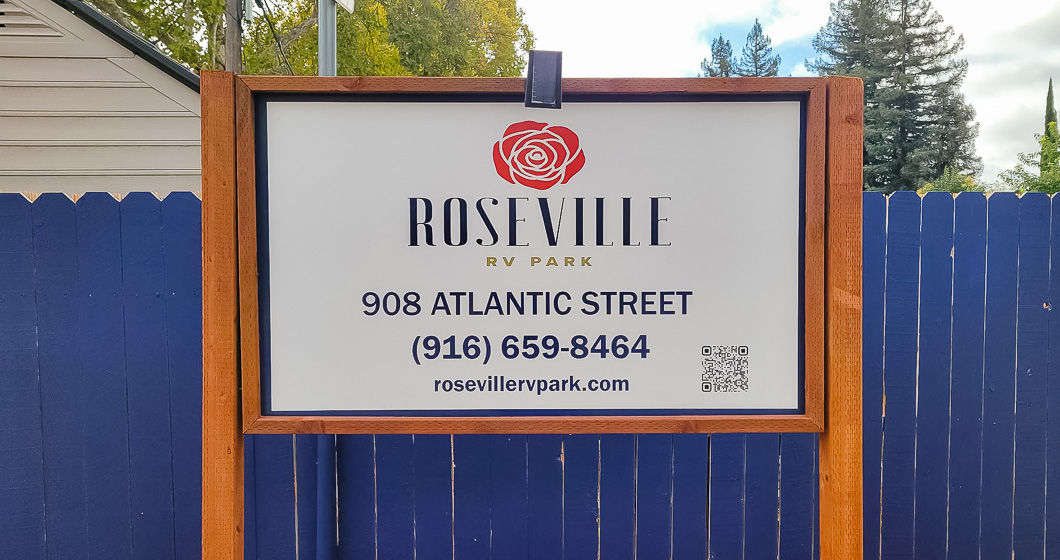 ROSEVILLE
RV PARK
908 ATLANTIC STREET
(916) 659-8464
rosevillervpark.com